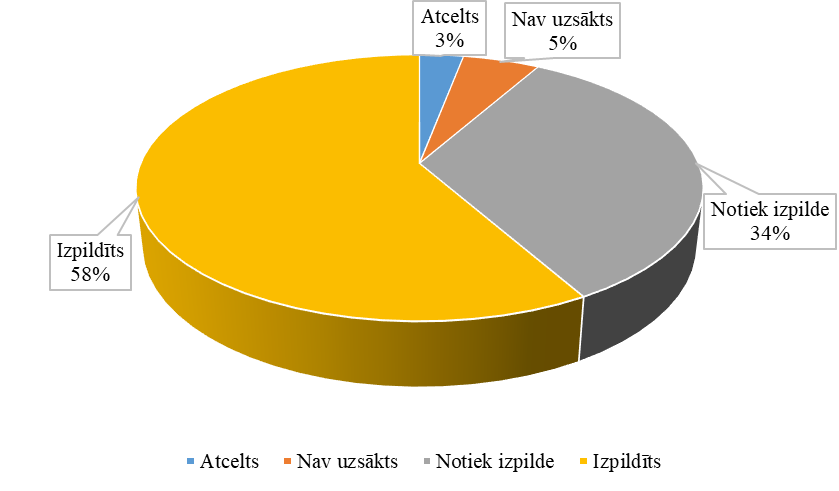 Atcelts
3%
Nav uzsākts
5%
Notiek izpilde
34%
Izpildīts
58%
Atcelts Nav uzsākts Notiek izpilde Izpildīts